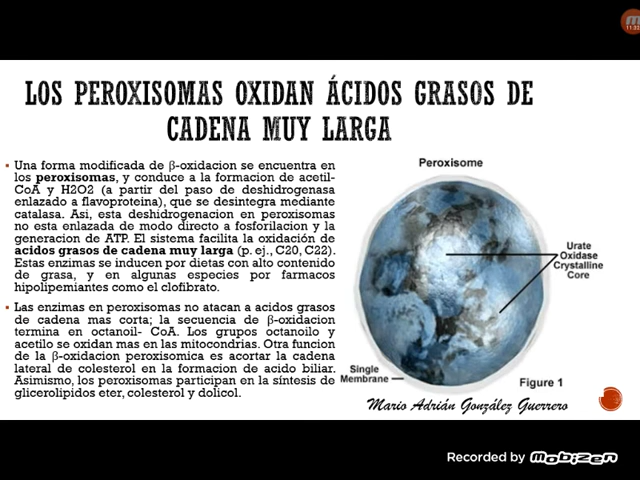 LOS PEROXISOMAS OXIDAN ÁCIDOS GRASOS DE
CADENA MUY LARGA
Una forma modificada de β-oxidacion se encuentra en
los peroxisomas, y conduce a la formacion de acetil-
CoA y H2O2 (a partir del paso de deshidrogenasa
enlazado a flavoproteina), que se desintegra mediante
catalasa. Asi, esta deshidrogenacion en peroxisomas
no esta enlazada de modo directo a fosforilacion y la
generacion de ATP. El sistema facilita la oxidación de
acidos grasos de cadena muy larga (p. ej., C20, C22).
Estas enzimas se inducen por dietas con alto contenido
de grasa, y en algunas especies por farmacos
hipolipemiantes como el clofibrato.
Las enzimas en peroxisomas no atacan a acidos grasos
de cadena mas corta; la secuencia de β-oxidacion
termina en octanoil- CoA. Los grupos octanoilo y
acetilo se oxidan mas en las mitocondrias. Otra funcion
de la β-oxidacion peroxisomica es acortar la cadena
lateral de colesterol en la formacion de acido biliar.
Asimismo, los peroxisomas participan en la síntesis de
glicerolipidos eter, colesterol y dolicol.
Peroxisome
Urate
Oxidase
Crystalline
Core
Single
Membrane
Figure 1
Mario Adrián González Guerrero
Recorded by Mobizen